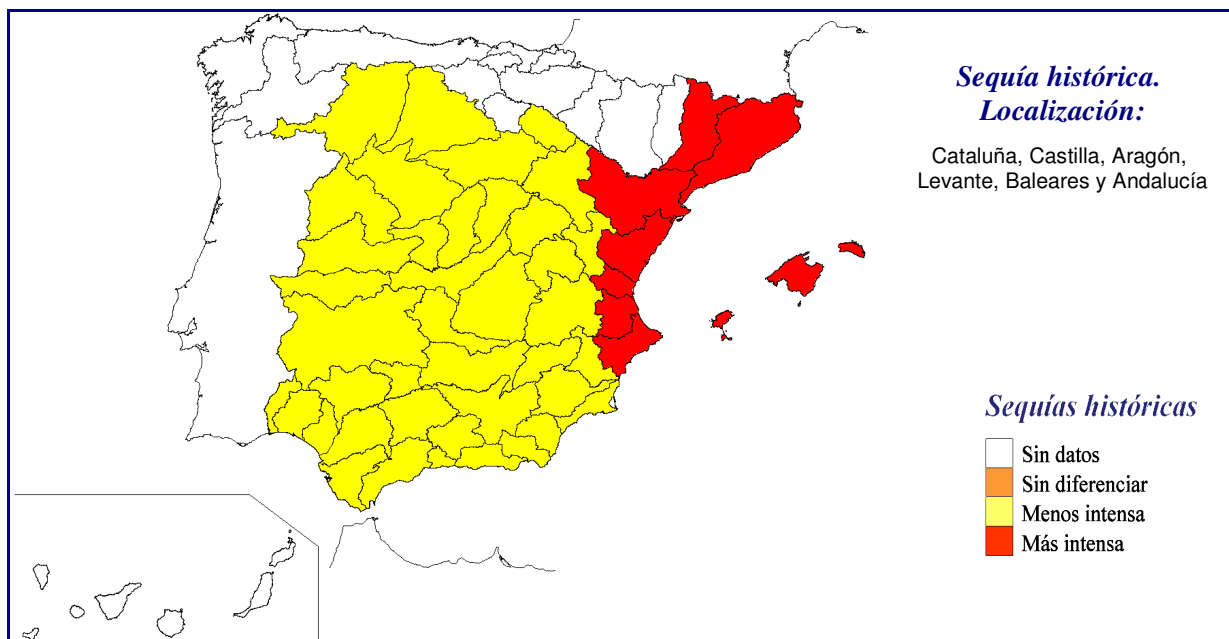 Sequía histórica.
Localización:
Cataluña, Castilla, Aragón,
Levante, Baleares y Andalucía
Sequías históricas
Sin datos
Sin diferenciar
Menos intensa
Más intensa